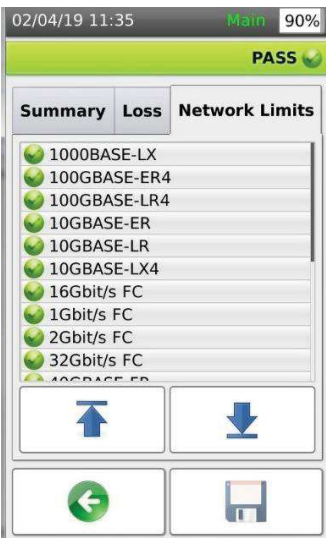 02/04/19 11:35 Main 90%
PASS
Summary Loss Network Limits
1000BASE-LX
100GBASE-ER4
100GBASE-LR4
10GBASE-ER
10GBASE-LR
10GBASE-LX4
16Gbit/s FC
1Gbit/s FC
2Gbit/s FC
32Gbit/s FC